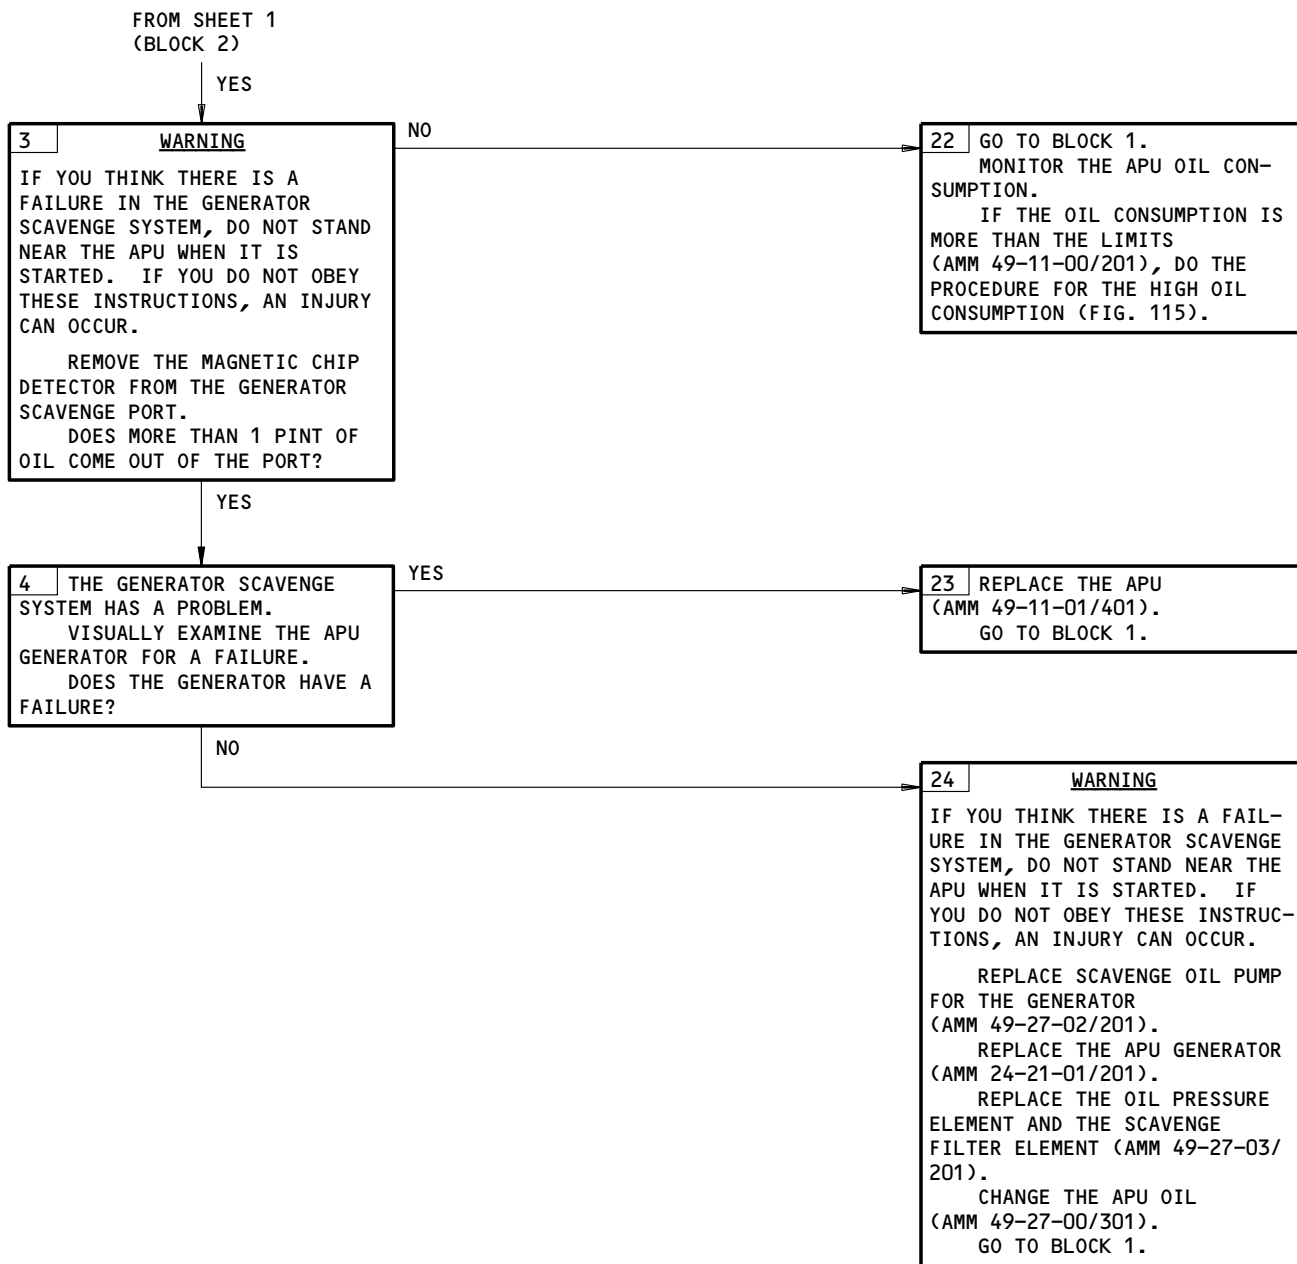 FROM SHEET 1
(BLOCK 2)
YES
3 WARNING
IF YOU THINK THERE IS A
FAILURE IN THE GENERATOR
SCAVENGE SYSTEM, DO NOT STAND
NEAR THE APU WHEN IT IS
STARTED. IF YOU DO NOT OBEY
THESE INSTRUCTIONS, AN INJURY
CAN OCCUR.
REMOVE THE MAGNETIC CHIP
DETECTOR FROM THE GENERATOR
SCAVENGE PORT.
DOES MORE THAN 1 PINT OF
OIL COME OUT OF THE PORT?
NO
22 GO TO BLOCK 1.
MONITOR THE APU OIL CON-
SUMPTION.
IF THE OIL CONSUMPTION IS
MORE THAN THE LIMITS
(AMM 49-11-00/201), DO THE
PROCEDURE FOR THE HIGH OIL
CONSUMPTION (FIG. 115).
YES
4 THE GENERATOR SCAVENGE
SYSTEM HAS A PROBLEM.
VISUALLY EXAMINE THE APU
GENERATOR FOR A FAILURE.
DOES THE GENERATOR HAVE A
FAILURE?
YES
23 REPLACE THE APU
(AMM 49-11-01/401).
GO TO BLOCK 1.
NO
24 WARNING
IF YOU THINK THERE IS A FAIL-
URE IN THE GENERATOR SCAVENGE
SYSTEM, DO NOT STAND NEAR THE
APU WHEN IT IS STARTED. IF
YOU DO NOT OBEY THESE INSTRUC-
TIONS, AN INJURY CAN OCCUR.
REPLACE SCAVENGE OIL PUMP
FOR THE GENERATOR
(AMM 49-27-02/201).
REPLACE THE APU GENERATOR
(AMM 24-21-01/201).
REPLACE THE OIL PRESSURE
ELEMENT AND THE SCAVENGE
FILTER ELEMENT (AMM 49-27-03/
201).
CHANGE THE APU OIL
(AMM 49-27-00/301).
GO TO BLOCK 1.